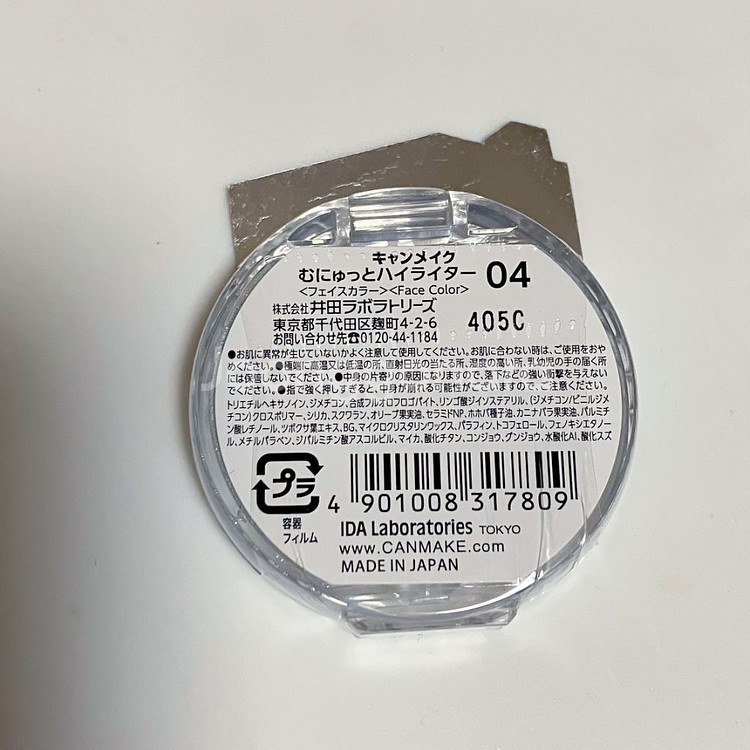 キャンメイク
むにゅっとハイライター 04
<フェイスカラー><Face Color>
株式会社 井田ラボラトリーズ
東京都千代田区麹町4-2-6
お問い合わせ先☎0120-44-1184
405C
●お肌に異常が生じていないかよく注意して使用してください。お肌に合わない時は、ご使用をおや
めください。●極端に高温又は低温の所、直射日光の当たる所、湿度の高い所、乳幼児の手の届く所
には保管しないでください。●中身の片寄りの原因になりますので、落下などの強い衝撃を与えない
でください。●指で強く押しすぎると、中身が崩れる可能性がございますので、ご注意ください。
トリエチルヘキサノイン、ジメチコン、合成フルオロフロゴパイト、リンゴ酸ジイソステアリル、(ジメチコン/ビニルジメ
チコン)クロスポリマー、シリカ、スクワラン、オリーブ果実油、セラミドNP、ホホバ種子油、カニナバラ果実油、パルミチ
ン酸レチノール、ツボクサ葉エキス、BG、マイクロクリスタリンワックス、パラフィン、トコフェロール、フェノキシエタノー
ル、メチルパラベン、ジパルミチン酸アスコルビル、マイカ、酸化チタン、コンジョウ、グンジョウ、水酸化Al、酸化スズ
プラ
容器
フィルム
4 901008 317809
IDA Laboratories TOKYO
www.CANMAKE.com
MADE IN JAPAN